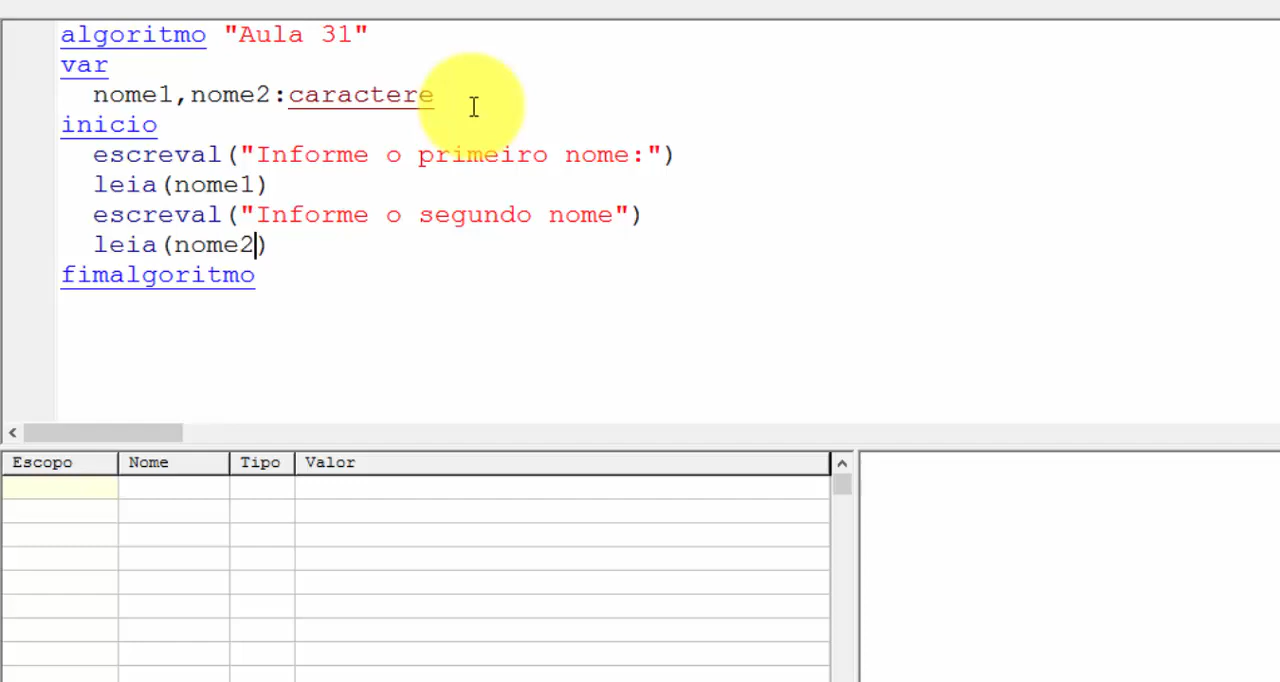 algoritmo "Aula 31"
var
nome1,nome2:caractere
inicio
escreval("Informe o primeiro nome:")
leia(nome1)
escreval("Informe o segundo nome")
leia(nome2)
fimalgoritmo
Escopo Nome Tipo Valor